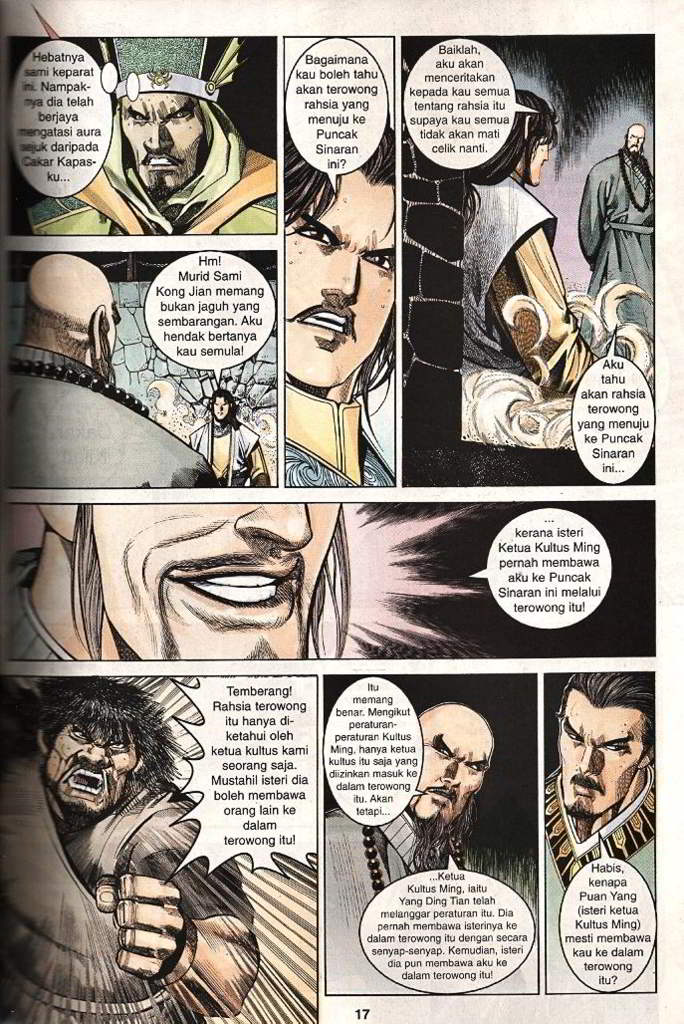 Hebatnya
sami keparat
ini. Nampak-
nya dia telah
berjaya
mengatasi aura
sejuk daripada
Cakar Kapas-
ku...
Bagaimana
kau boleh tahu
akan terowong
rahsia yang
menuju ke
Puncak
Sinaran
ini?
Baiklah,
aku akan
menceritakan
kepada kau semua
tentang rahsia itu
supaya kau semua
tidak akan mati
celik nanti.
Hm!
Murid Sami
Kong Jian memang
bukan jaguh yang
sembarangan. Aku
hendak bertanya
kau semula!
Aku
tahu
akan rahsia
terowong
yang menuju
ke Puncak
Sinaran
ini...
...
kerana isteri
Ketua Kultus Ming
pernah membawa
aku ke Puncak
Sinaran ini melalui
terowong itu!
Temberang!
Rahsia terowong
itu hanya di-
ketahui oleh
ketua kultus kami
seorang saja.
Mustahil isteri dia
boleh membawa
orang lain ke
dalam
terowong itu!
Itu
memang
benar. Mengikut
peraturan-
peraturan Kultus
Ming, hanya ketua
kultus itu saja yang
diizinkan masuk ke
dalam terowong
itu. Akan
tetapi...
...Ketua
Kultus Ming, iaitu
Yang Ding Tian telah
melanggar peraturan itu. Dia
pernah membawa isterinya ke
dalam terowong itu dengan secara
senyap-senyap. Kemudian, isteri
dia pun membawa aku ke
dalam terowong itu!
Habis,
kenapa
Puan Yang
(isteri ketua
Kultus Ming)
mesti membawa
kau ke dalam
terowong
itu?
17